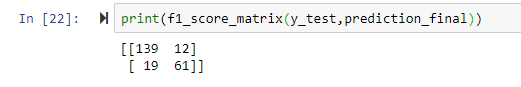 In [22]: print(f1_score_matrix(y_test,prediction_final))
[[139 12]
[ 19 61]]